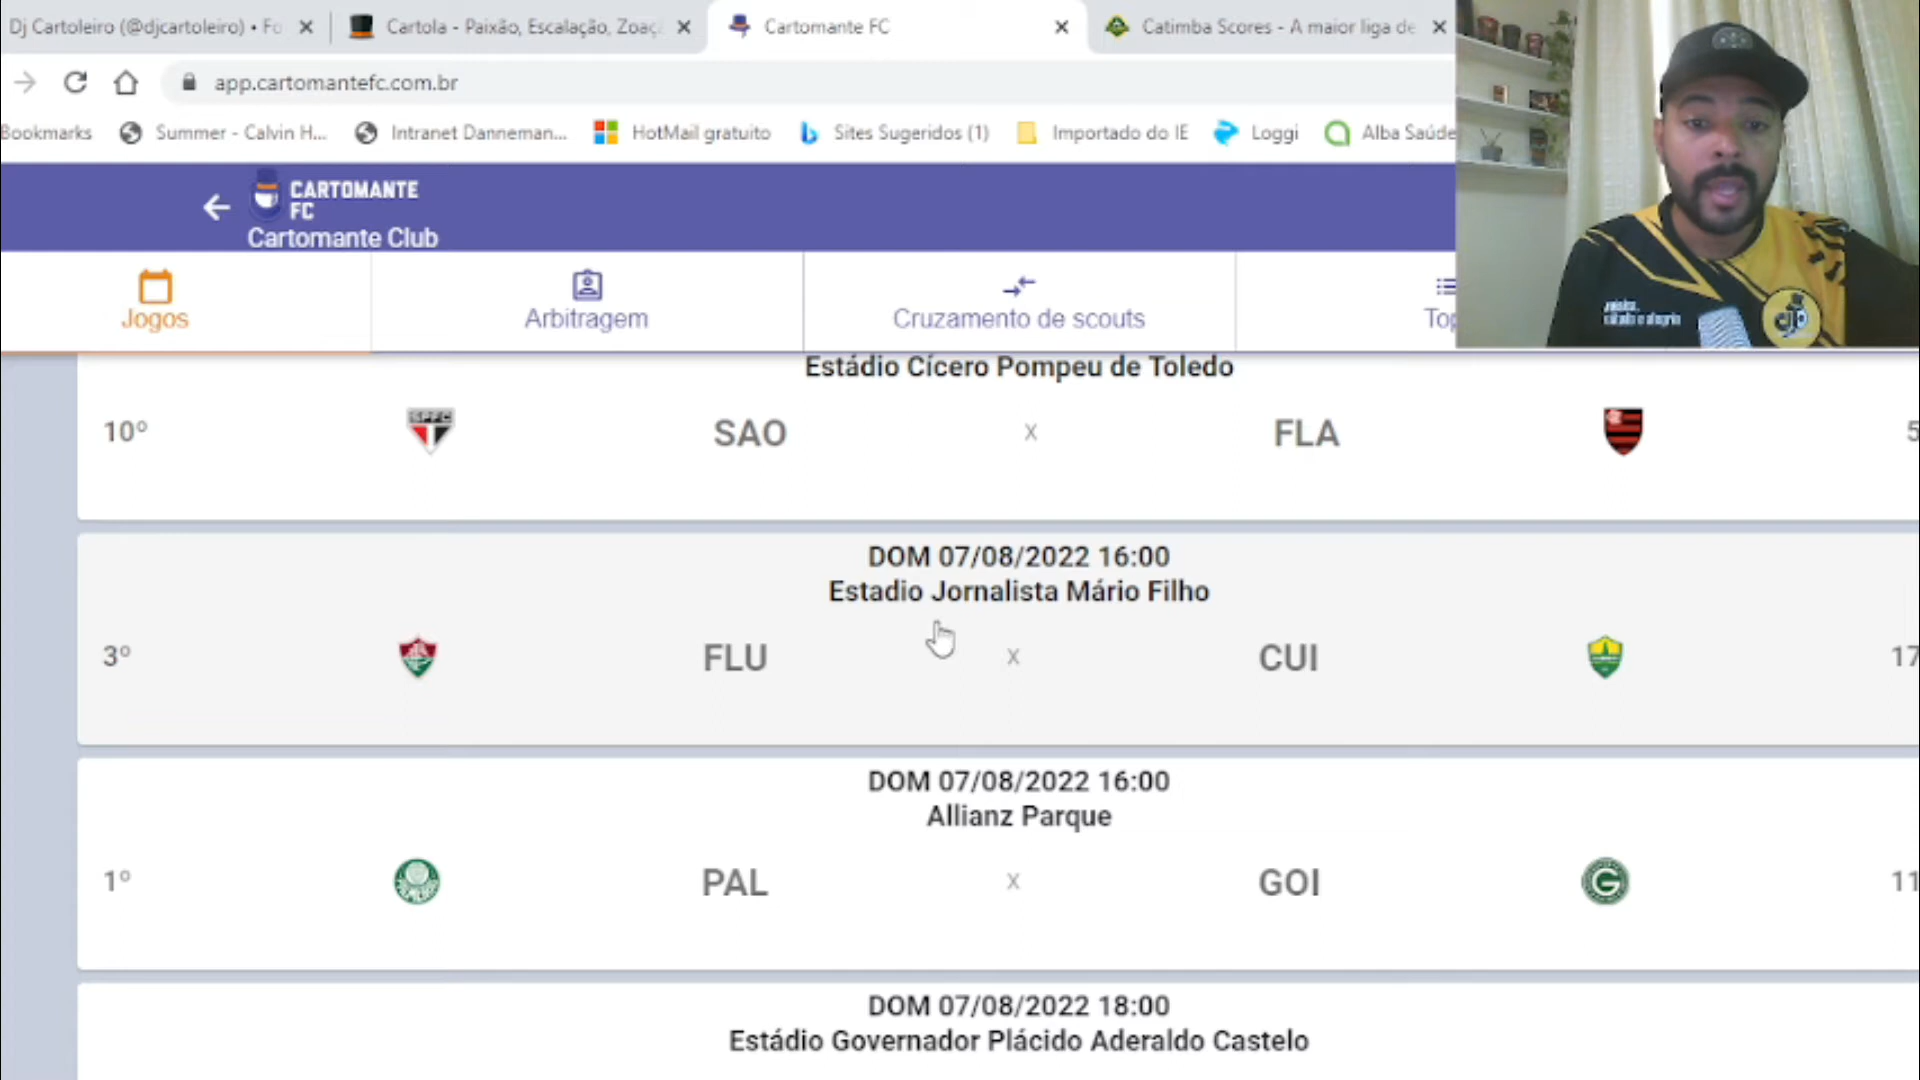 Dj Cartoleiro (@djcartoleiro) • Fo
Cartola - Paixão, Escalação, Zoaç
Cartomante FC
Catimba Scores - A maior liga de
app.cartomantefc.com.br
Bookmarks
Summer - Calvin H...
Intranet Danneman...
HotMail gratuito
Sites Sugeridos (1)
Importado do IE
Loggi
Alba Saúde
CARTOMANTE
FC
Cartomante Club
Jogos
Arbitragem
Cruzamento de scouts
Top
Estádio Cícero Pompeu de Toledo
10º
SPFC
SAO
x
FLA
5
DOM 07/08/2022 16:00
Estadio Jornalista Mário Filho
3º
FLU
x
CUI
17
DOM 07/08/2022 16:00
Allianz Parque
1º
PAL
x
GOI
G
11
DOM 07/08/2022 18:00
Estádio Governador Plácido Aderaldo Castelo